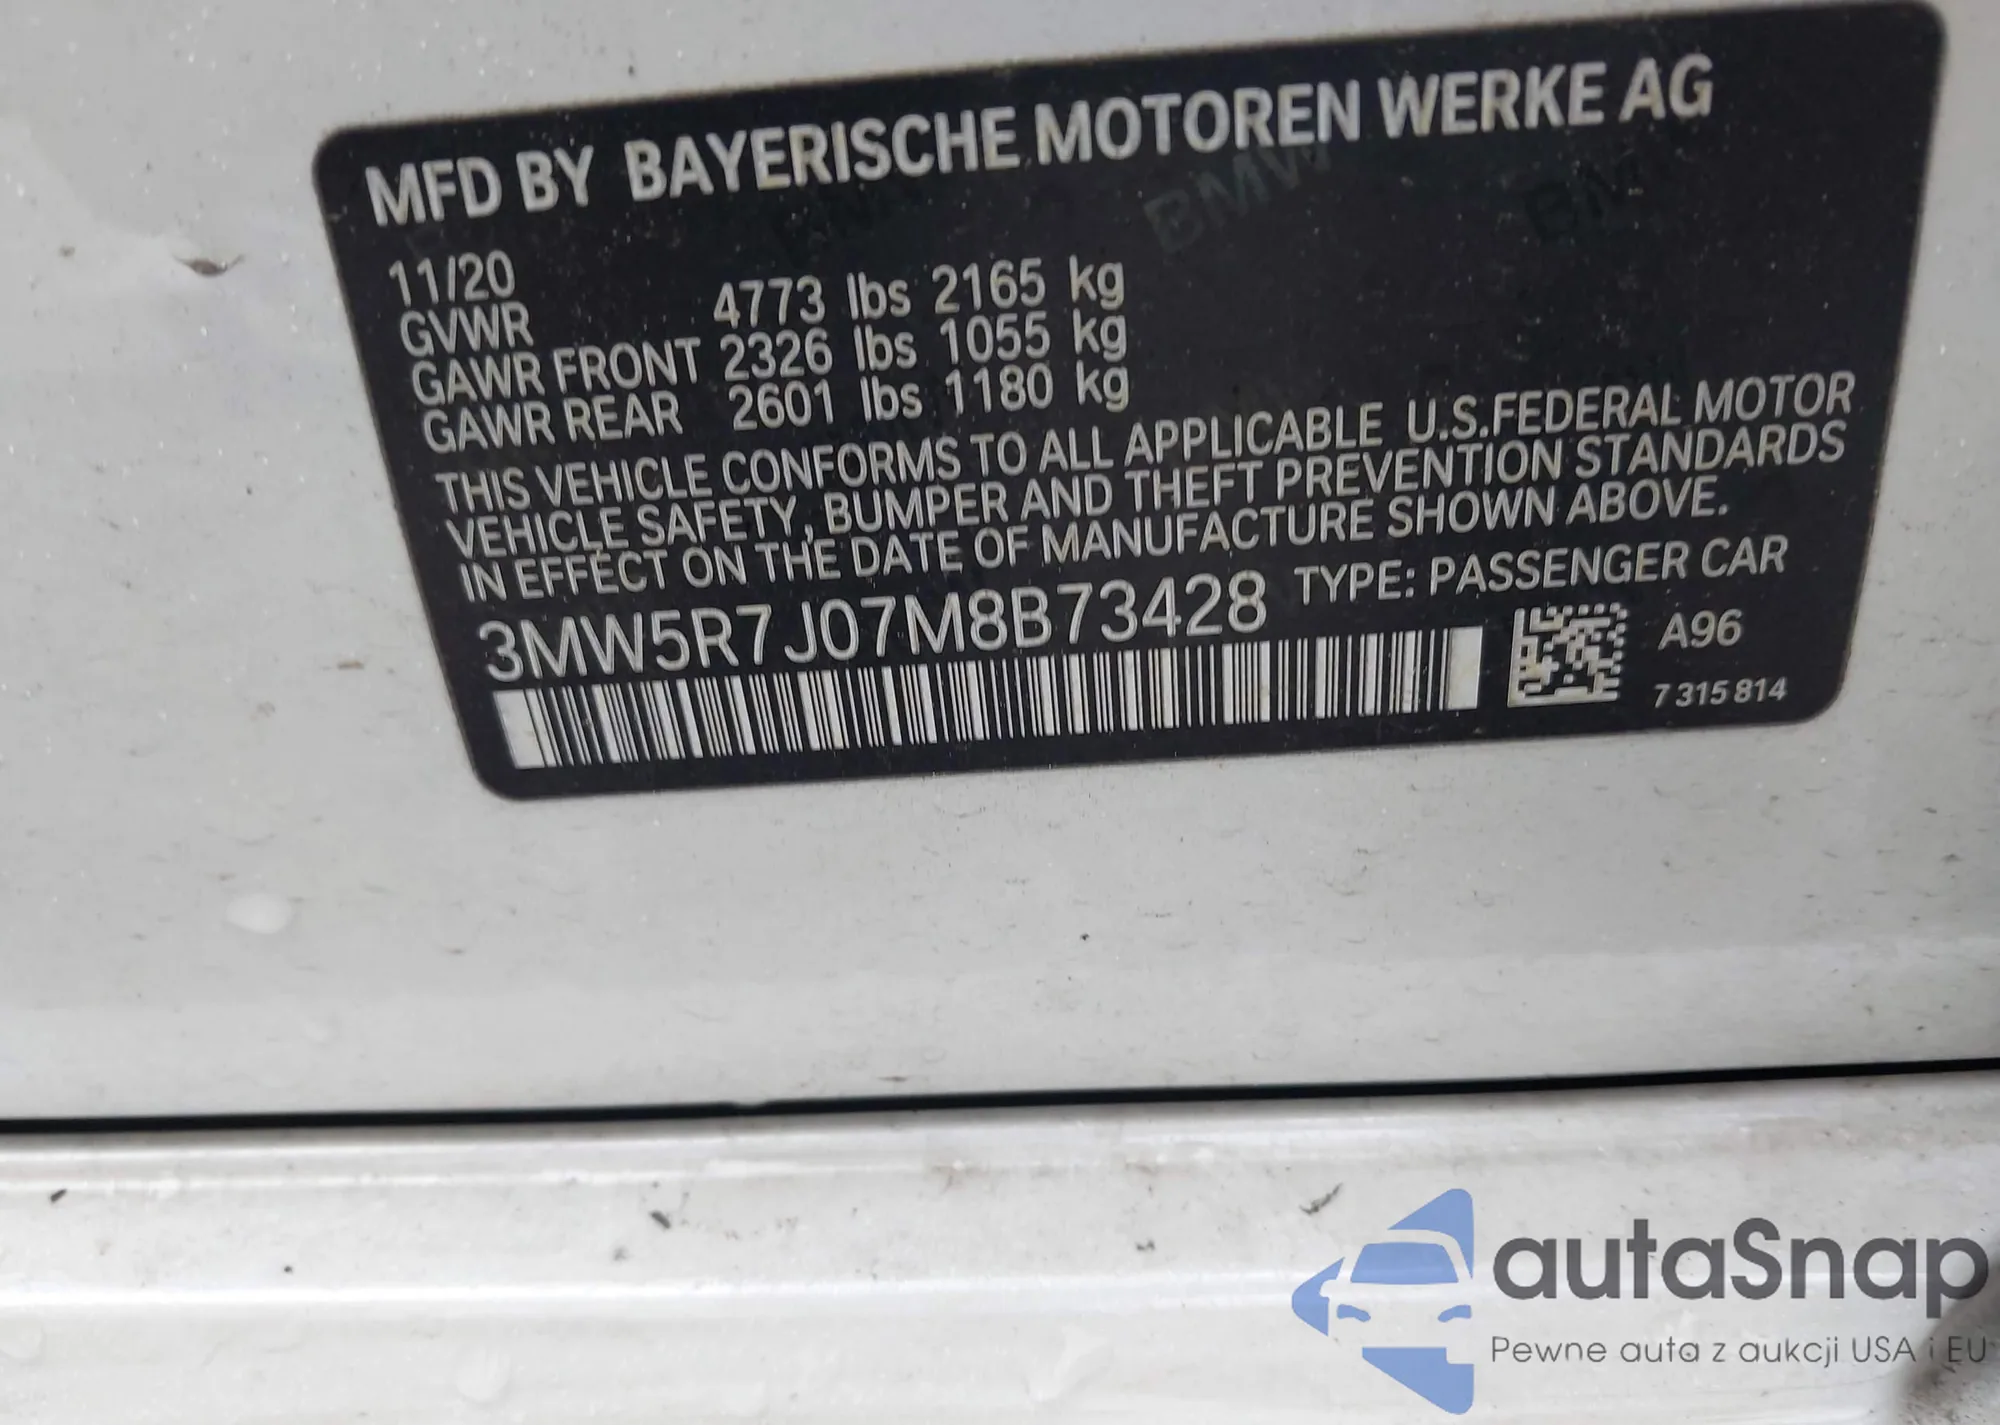 MFD BY BAYERISCHE MOTOREN WERKE AG
11/20
GVWR 4773 lbs 2165 kg
GAWR FRONT 2326 lbs 1055 kg
GAWR REAR 2601 lbs 1180 kg
THIS VEHICLE CONFORMS TO ALL APPLICABLE U.S.FEDERAL MOTOR
VEHICLE SAFETY, BUMPER AND THEFT PREVENTION STANDARDS
IN EFFECT ON THE DATE OF MANUFACTURE SHOWN ABOVE.
3MW5R7J07M8B73428 TYPE: PASSENGER CAR
A96
7 315 814
BMW
autaSnap
Pewne auta z aukcji USA i EU